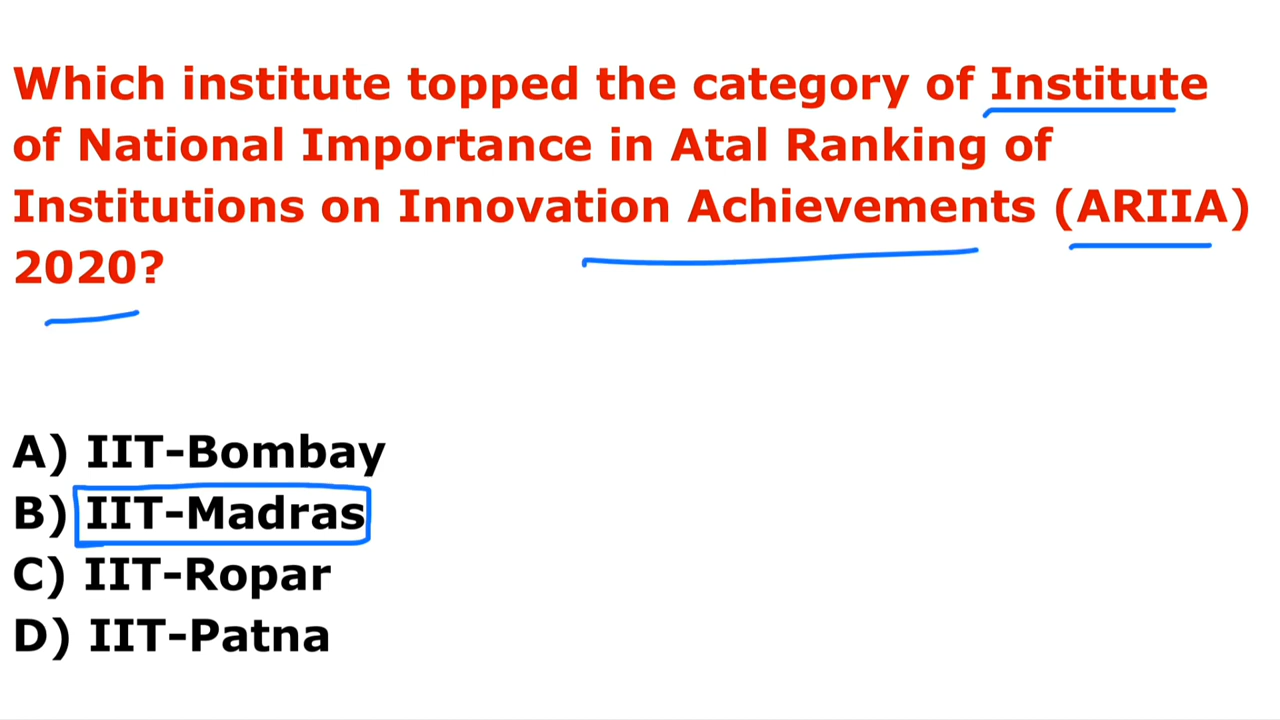 Which institute topped the category of Institute
of National Importance in Atal Ranking of
Institutions on Innovation Achievements (ARIIA)
2020?
A) IIT-Bombay
B) IIT-Madras
C) IIT-Ropar
D) IIT-Patna